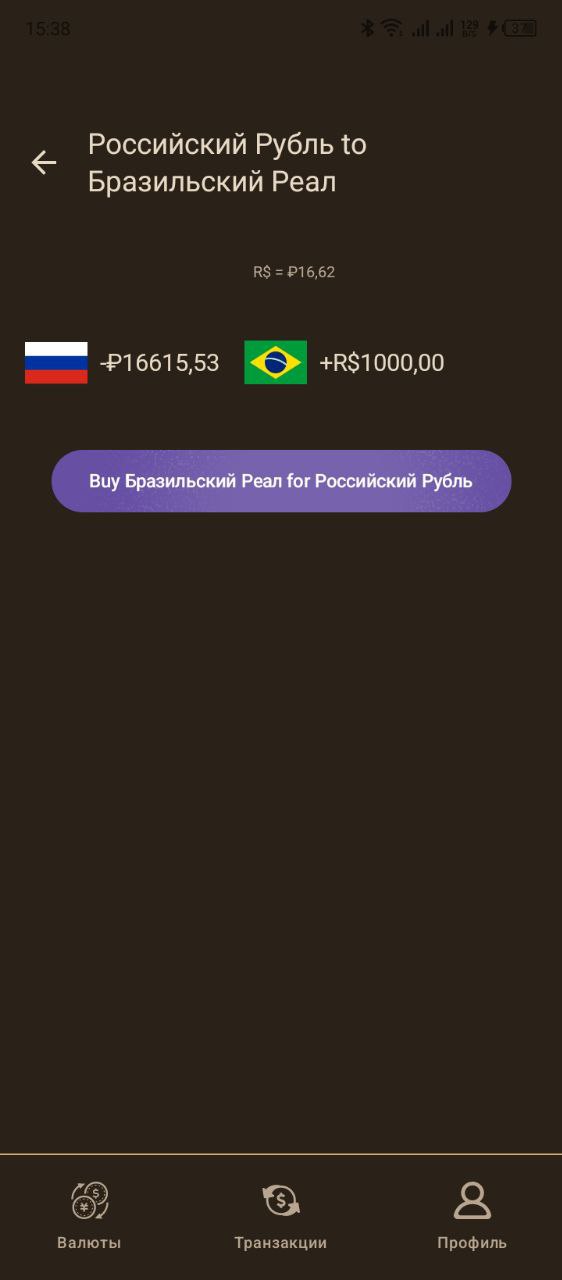 15:38
129
B/S
37
Российский Рубль to
Бразильский Реал
R$ = ₽16,62
-₽16615,53
+R$1000,00
Buy Бразильский Реал for Российский Рубль
Валюты
Транзакции
Профиль